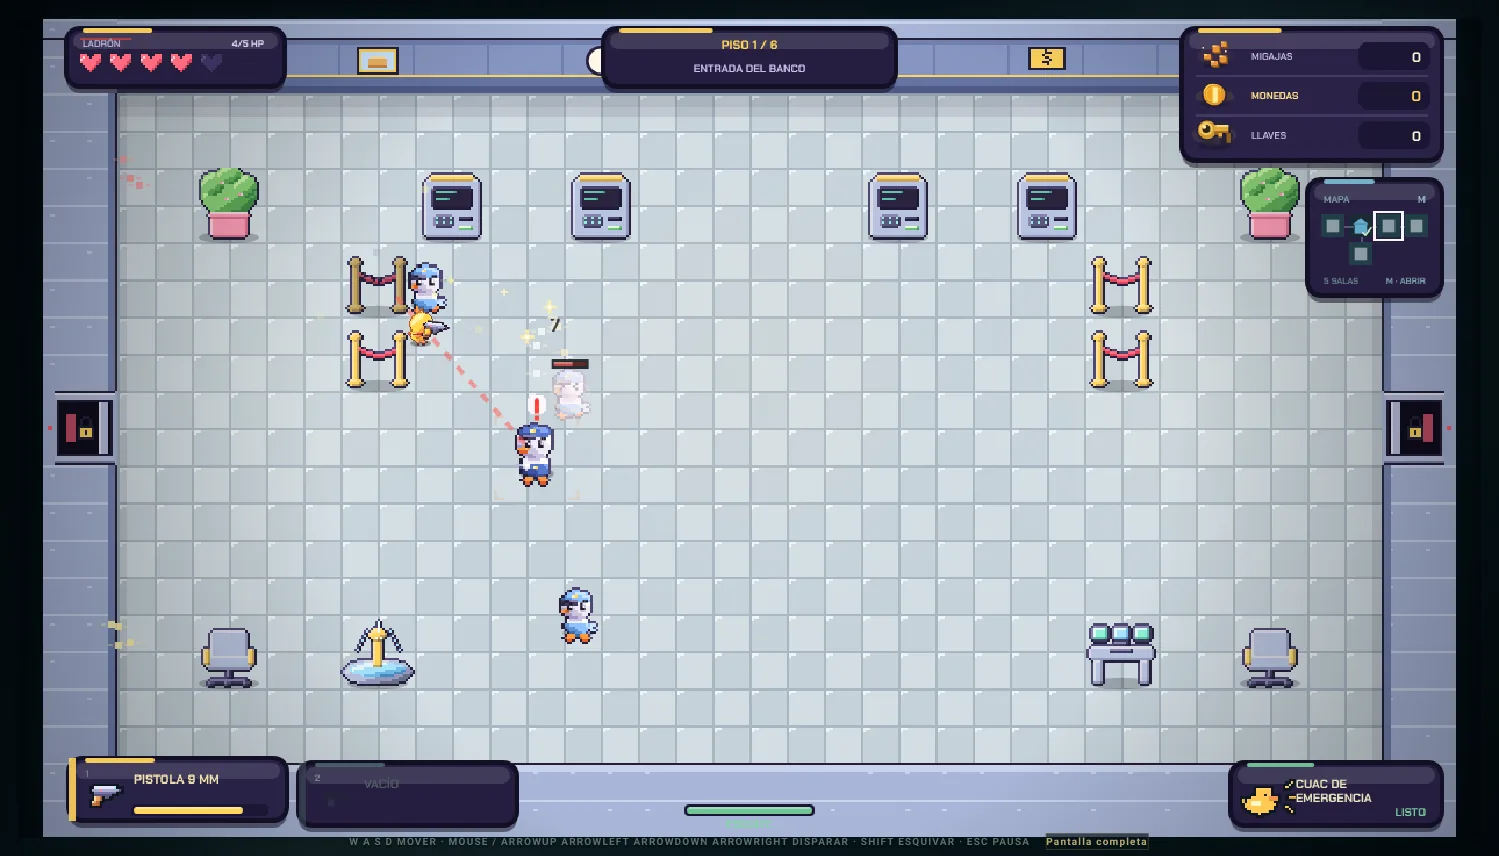 LADRÓN 4/5 HP
PISO 1 / 6
ENTRADA DEL BANCO
MIGAJAS 0
MONEDAS 0
LLAVES 0
MAPA M
5 SALAS M · ABRIR
7
!
1
PISTOLA 9 MM
2
VACÍO
CUAC DE
EMERGENCIA
LISTO
W A S D MOVER · MOUSE / ARROWUP ARROWLEFT ARROWDOWN ARROWRIGHT DISPARAR · SHIFT ESQUIVAR · ESC PAUSA Pantalla completa